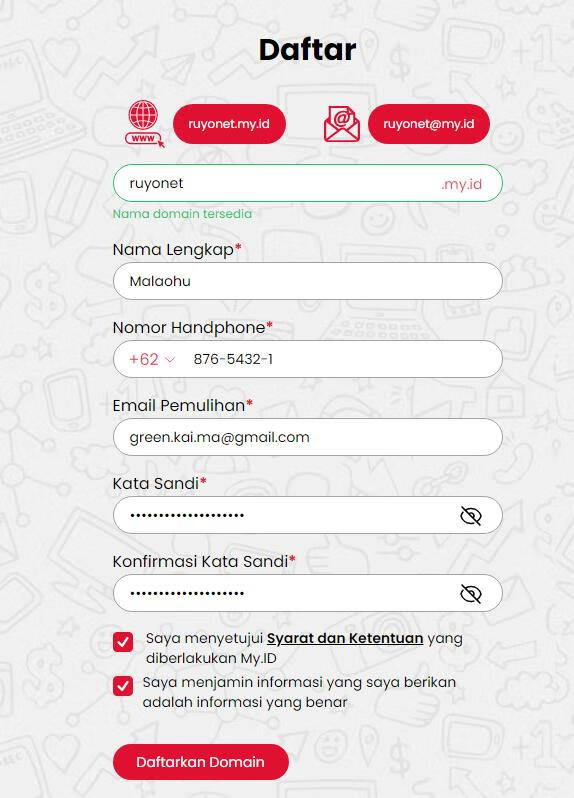 Daftar
WWW
ruyonet.my.id
@
ruyonet@my.id
ruyonet
.my.id
Nama domain tersedia
Nama Lengkap*
Malaohu
Nomor Handphone*
+62
876-5432-1
Email Pemulihan*
green.kai.ma@gmail.com
Kata Sandi*
••••••••••••••••••••
Konfirmasi Kata Sandi*
••••••••••••••••••••
Saya menyetujui Syarat dan Ketentuan yang
diberlakukan My.ID
Saya menjamin informasi yang saya berikan
adalah informasi yang benar
Daftarkan Domain